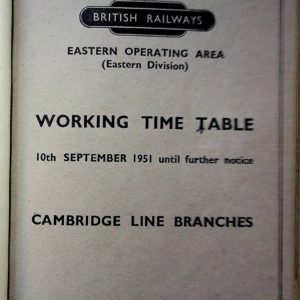 BRITISH RAILWAYS
EASTERN OPERATING AREA
(Eastern Division)
WORKING TIME TABLE
10th SEPTEMBER 1951 until further notice
CAMBRIDGE LINE BRANCHES